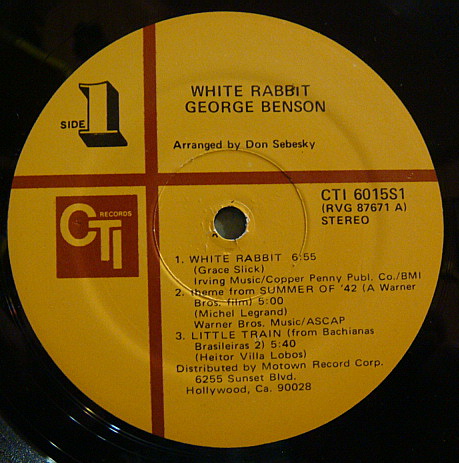 WHITE RABBIT
GEORGE BENSON
SIDE 1
Arranged by Don Sebesky
CTI 6015S1
(RVG 87671 A)
STEREO
CTI RECORDS
1. WHITE RABBIT 6:55
(Grace Slick)
Irving Music/Copper Penny Publ. Co./BMI
2. Theme from SUMMER OF '42 (A Warner
Bros. film) 5:00
(Michel Legrand)
Warner Bros. Music/ASCAP
3. LITTLE TRAIN (from Bachianas
Brasileiras 2) 5:40
(Heitor Villa Lobos)
Distributed by Motown Record Corp.
6255 Sunset Blvd.
Hollywood, Ca. 90028